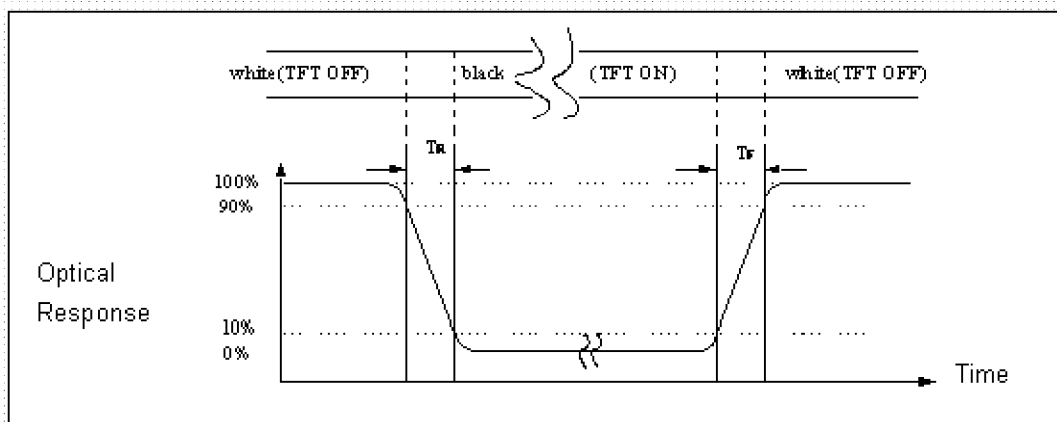 white(TFT OFF) black (TFT ON) white(TFT OFF)
TR TF
100%
90%
Optical
Response
10%
0%
Time